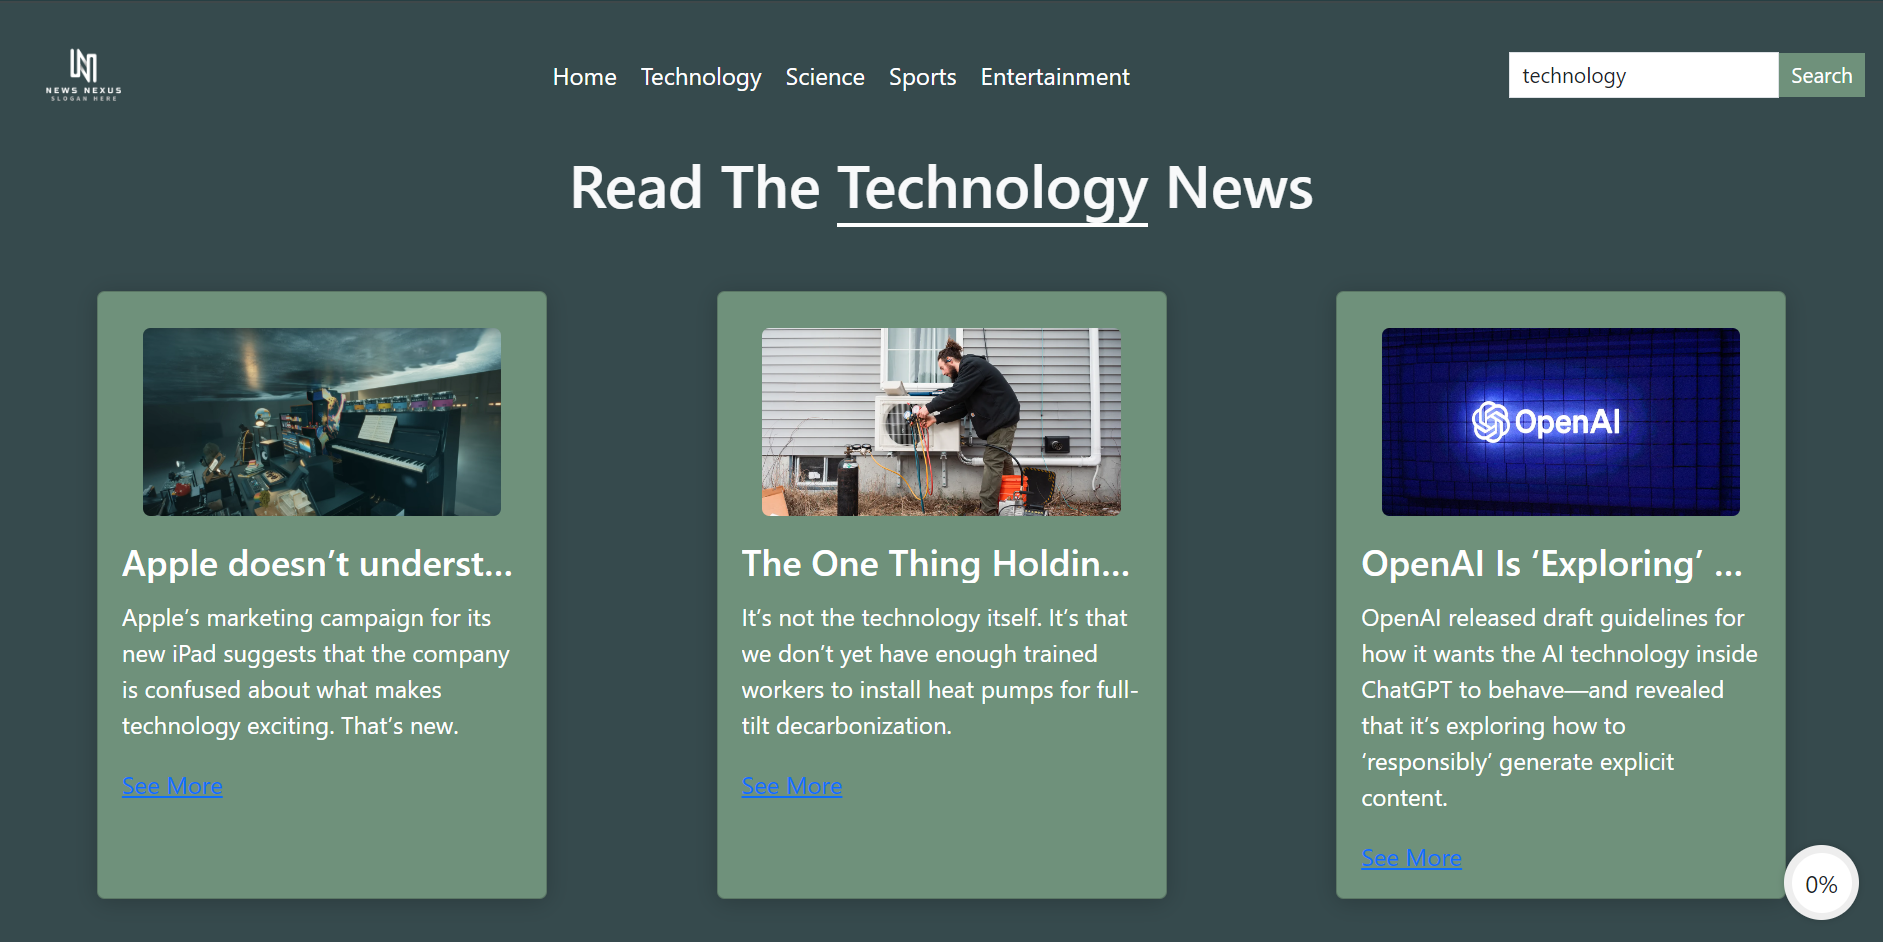 NEWS NEXUS
SLOGAN HERE
Home Technology Science Sports Entertainment
technology
Search
Read The Technology News
Apple doesn’t underst...
Apple’s marketing campaign for its
new iPad suggests that the company
is confused about what makes
technology exciting. That’s new.
See More
The One Thing Holdin...
It’s not the technology itself. It’s that
we don’t yet have enough trained
workers to install heat pumps for full-
tilt decarbonization.
See More
OpenAI
OpenAI Is ‘Exploring’ ...
OpenAI released draft guidelines for
how it wants the AI technology inside
ChatGPT to behave—and revealed
that it’s exploring how to
‘responsibly’ generate explicit
content.
See More
0%